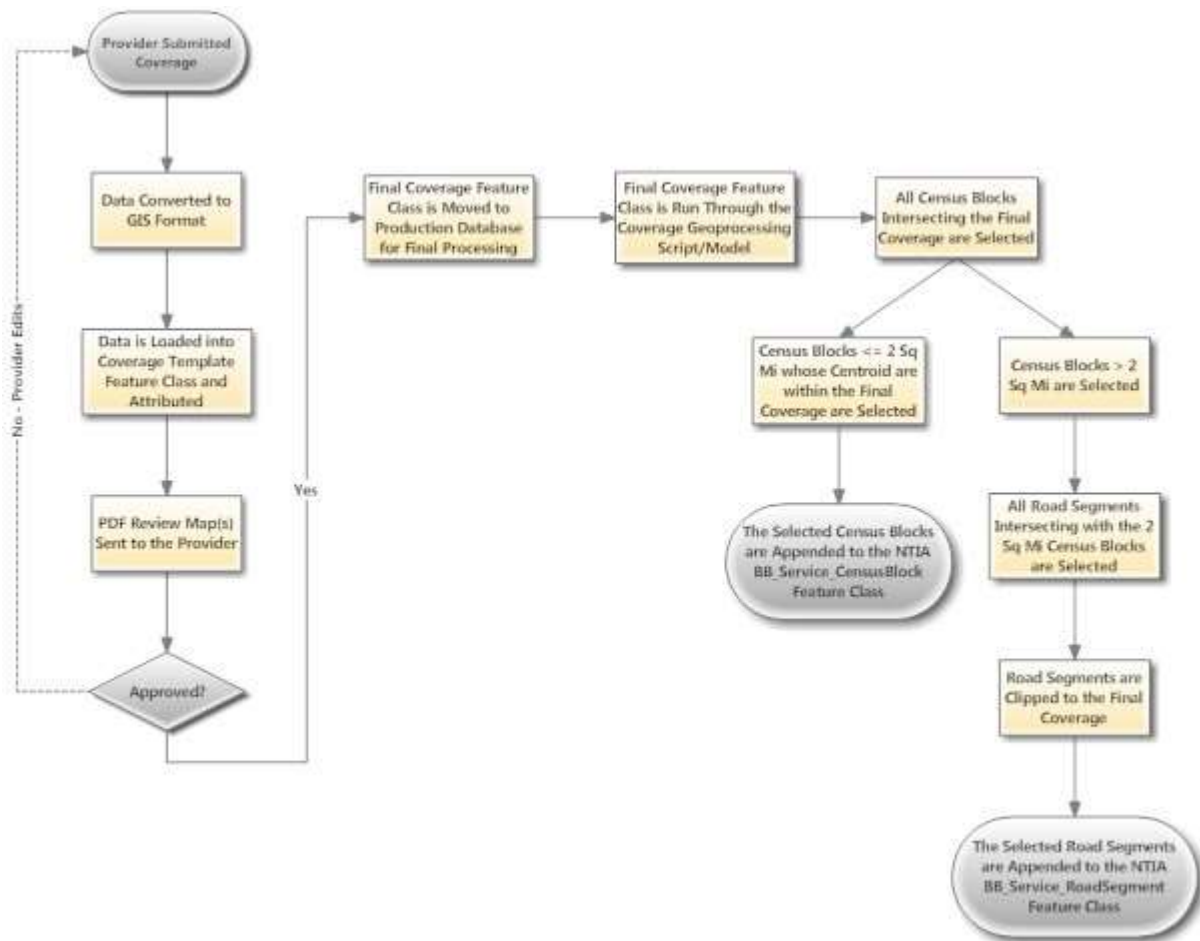 Provider Submitted
Coverage
Data Converted to
GIS Format
Data is Loaded into
Coverage Template
Feature Class and
Attributed
PDF Review Map(s)
Sent to the Provider
Approved?
No - Provider Edits
Yes
Final Coverage Feature
Class is Moved to
Production Database
for Final Processing
Final Coverage Feature
Class is Run Through the
Coverage Geoprocessing
Script/Model
All Census Blocks
Intersecting the Final
Coverage are Selected
Census Blocks <= 2 Sq
Mi whose Centroid are
within the Final
Coverage are Selected
The Selected Census Blocks
are Appended to the NTIA
BB_Service_CensusBlock
Feature Class
Census Blocks > 2
Sq Mi are Selected
All Road Segments
Intersecting with the 2
Sq Mi Census Blocks
are Selected
Road Segments are
Clipped to the Final
Coverage
The Selected Road Segments
are Appended to the NTIA
BB_Service_RoadSegment
Feature Class